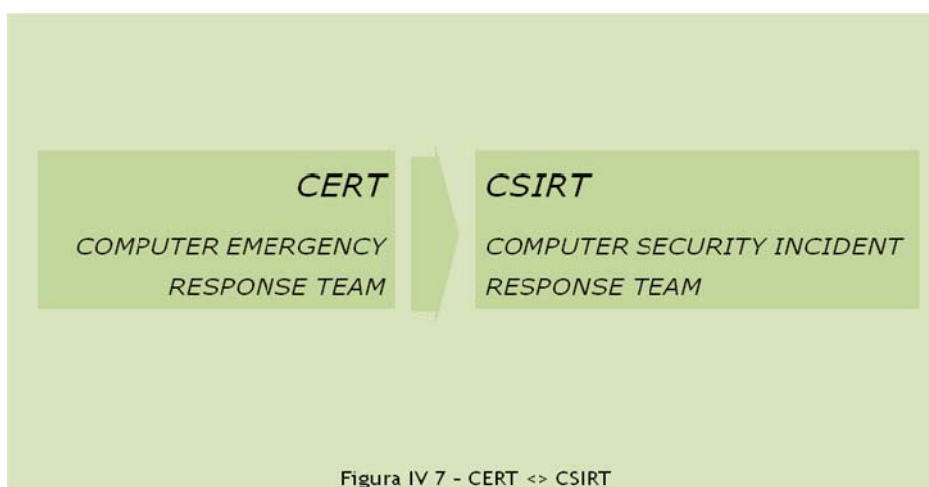 CERT
COMPUTER EMERGENCY
RESPONSE TEAM
CSIRT
COMPUTER SECURITY INCIDENT
RESPONSE TEAM
Figura IV 7 - CERT <> CSIRT